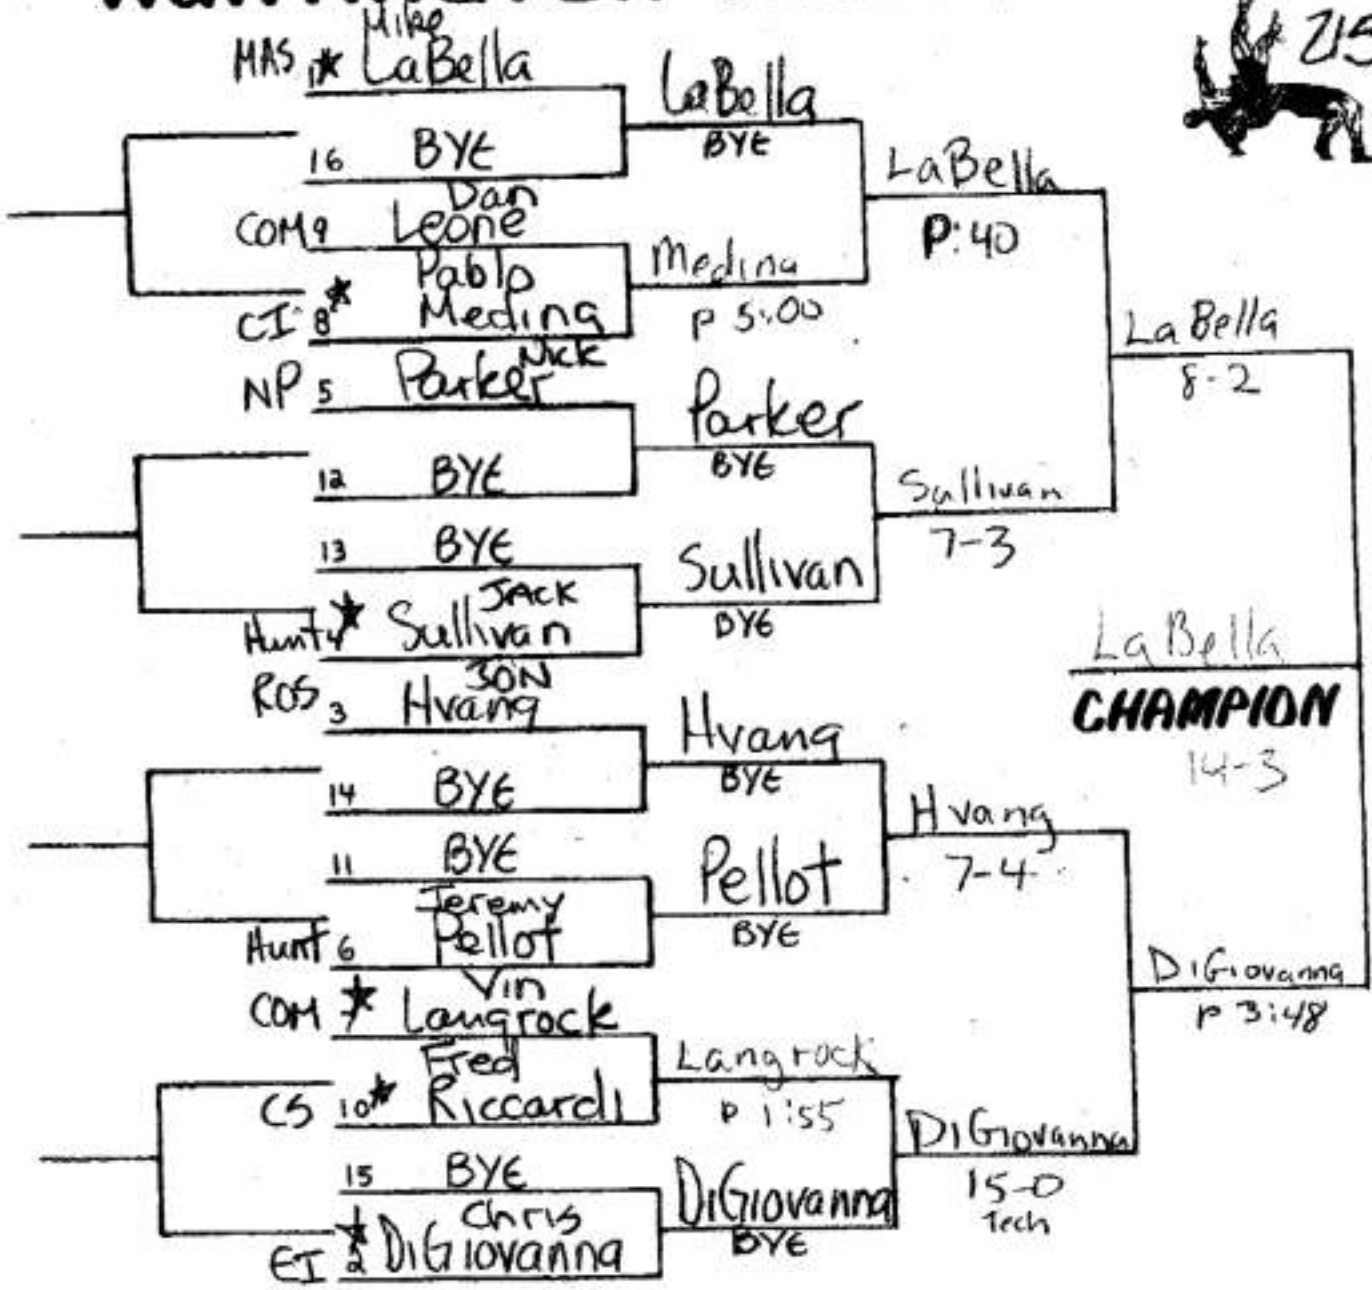 215
Mike
MAS 1* LaBella
16 BYE
Dan
COM 9 Leone
Pablo
CI 8* Medina
Nick
NP 5 Parker
12 BYE
13 BYE
JACK
Hunt 4* Sullivan
JON
ROS 3 Hvang
14 BYE
11 BYE
Jeremy
Hunt 6 Pellot
Vin
COM 7* Langrock
Fred
CS 10* Riccardi
15 BYE
Chris
EI 2* DiGiovanna
LaBella
BYE
Medina
P 5:00
Parker
BYE
Sullivan
BYE
Hvang
BYE
Pellot
BYE
Langrock
P 1:55
DiGiovanna
BYE
LaBella
P:40
Sullivan
7-3
Hvang
7-4
DiGiovanna
15-0
Tech
LaBella
8-2
DiGiovanna
P 3:48
LaBella
CHAMPION
14-3